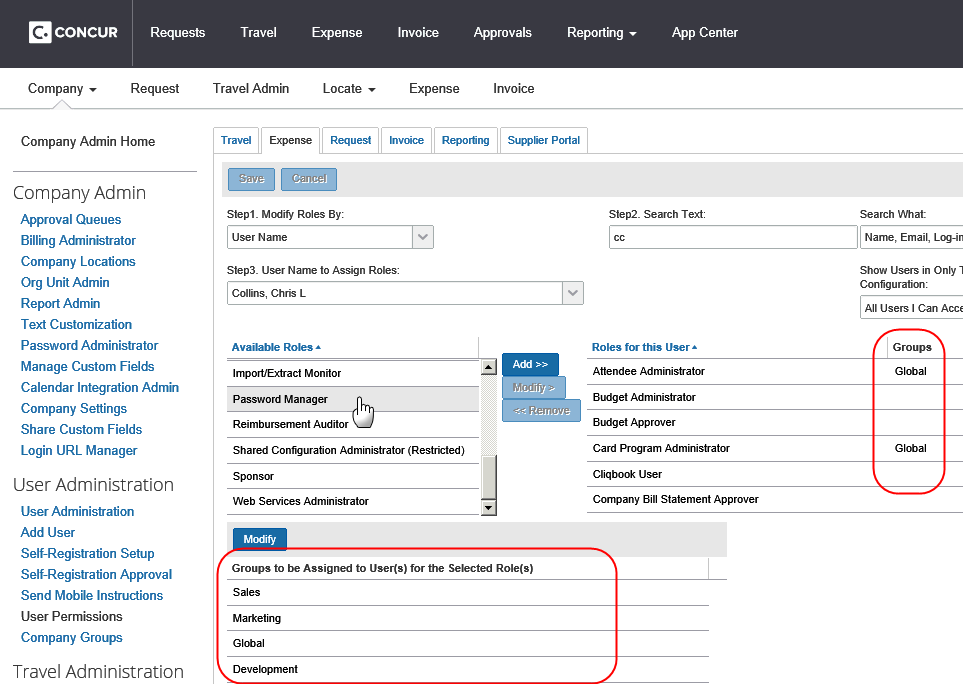 C. CONCUR
Requests
Travel
Expense
Invoice
Approvals
Reporting
App Center
Company
Request
Travel Admin
Locate
Expense
Invoice
Company Admin Home
Company Admin
Approval Queues
Billing Administrator
Company Locations
Org Unit Admin
Report Admin
Text Customization
Password Administrator
Manage Custom Fields
Calendar Integration Admin
Company Settings
Share Custom Fields
Login URL Manager
User Administration
User Administration
Add User
Self-Registration Setup
Self-Registration Approval
Send Mobile Instructions
User Permissions
Company Groups
Travel Administration
Travel
Expense
Request
Invoice
Reporting
Supplier Portal
Save
Cancel
Step1. Modify Roles By:
User Name
Step2. Search Text:
cc
Search What:
Name, Email, Log-in
Step3. User Name to Assign Roles:
Collins, Chris L
Show Users in Only T
Configuration:
All Users I Can Acce
Available Roles
Import/Extract Monitor
Password Manager
Reimbursement Auditor
Shared Configuration Administrator (Restricted)
Sponsor
Web Services Administrator
Add >>
Modify >
<< Remove
Roles for this User
Groups
Attendee Administrator
Global
Budget Administrator
Budget Approver
Card Program Administrator
Global
Cliqbook User
Company Bill Statement Approver
Modify
Groups to be Assigned to User(s) for the Selected Role(s)
Sales
Marketing
Global
Development